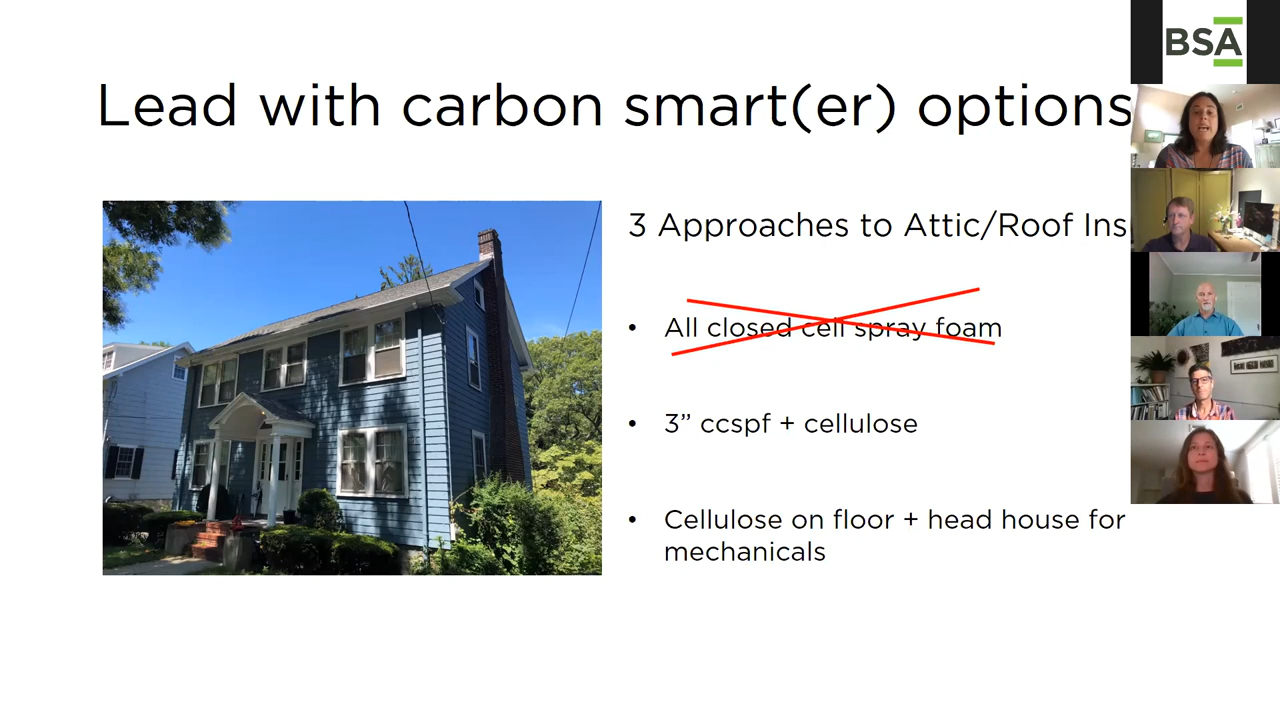 BSA
Lead with carbon smart(er) options
3 Approaches to Attic/Roof Ins
• All closed cell spray foam
• 3” ccspf + cellulose
• Cellulose on floor + head house for
mechanicals